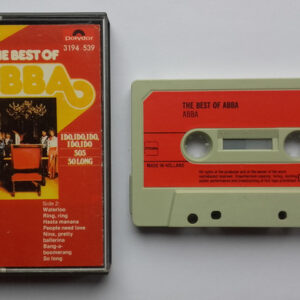 polydor
3194 539
THE BEST OF
ABBA
I DO, I DO, I DO,
I DO, I DO
SOS
SO LONG
Side 2:
Waterloo
Ring, ring
Hasta manana
People need love
Nina, pretty
ballerina
Bang-a-
boomerang
So long
THE BEST OF ABBA
ABBA
MADE IN HOLLAND